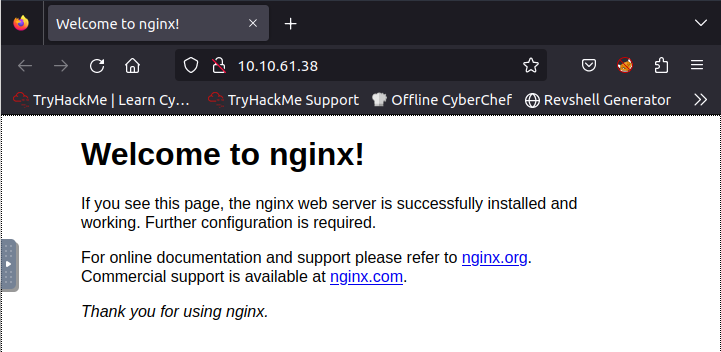 Welcome to nginx!
10.10.61.38
TryHackMe | Learn Cy…
TryHackMe Support
Offline CyberChef
Revshell Generator
Welcome to nginx!
If you see this page, the nginx web server is successfully installed and
working. Further configuration is required.
For online documentation and support please refer to nginx.org.
Commercial support is available at nginx.com.
Thank you for using nginx.